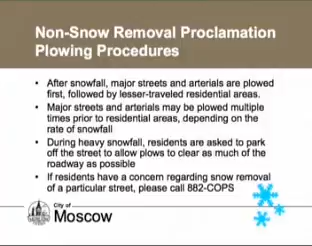 Non-Snow Removal Proclamation
Plowing Procedures
• After snowfall, major streets and arterials are plowed
first, followed by lesser-traveled residential areas.
• Major streets and arterials may be plowed multiple
times prior to residential areas, depending on the
rate of snowfall
• During heavy snowfall, residents are asked to park
off the street to allow plows to clear as much of the
roadway as possible
• If residents have a concern regarding snow removal
of a particular street, please call 882-COPS
City of
Moscow